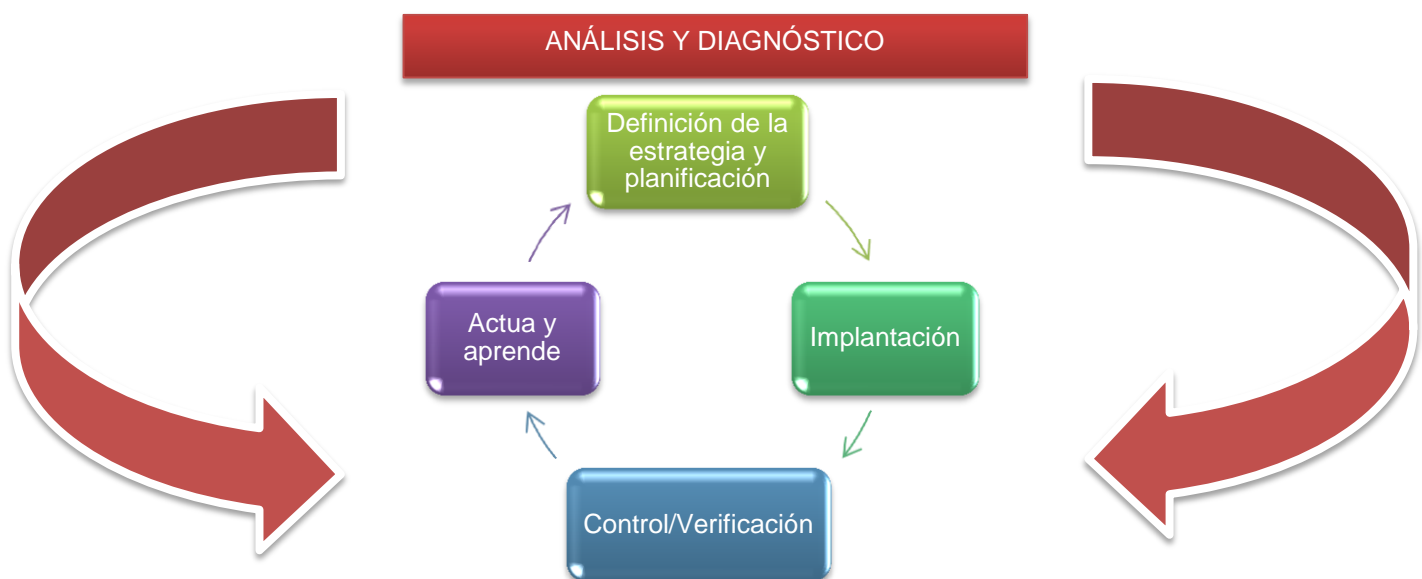 ANÁLISIS Y DIAGNÓSTICO
Definición de la
estrategia y
planificación
Actua y
aprende
Implantación
Control/Verificación